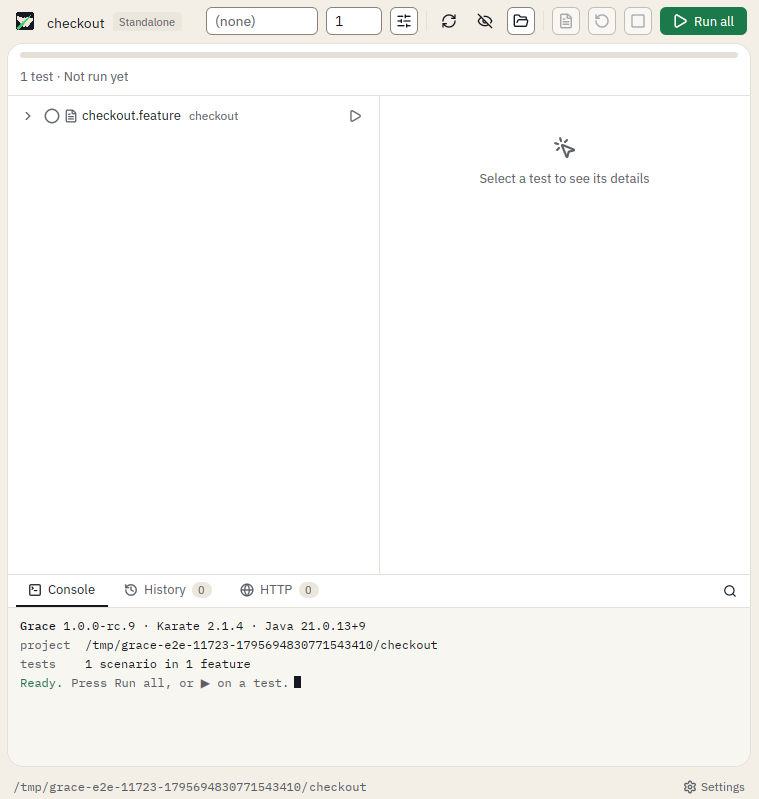 checkout Standalone (none) 1 Run all
1 test · Not run yet
checkout.feature checkout
Select a test to see its details
Console History 0 HTTP 0
Grace 1.0.0-rc.9 · Karate 2.1.4 · Java 21.0.13+9
project /tmp/grace-e2e-11723-1795694830771543410/checkout
tests 1 scenario in 1 feature
Ready. Press Run all, or ▶ on a test.
/tmp/grace-e2e-11723-1795694830771543410/checkout Settings